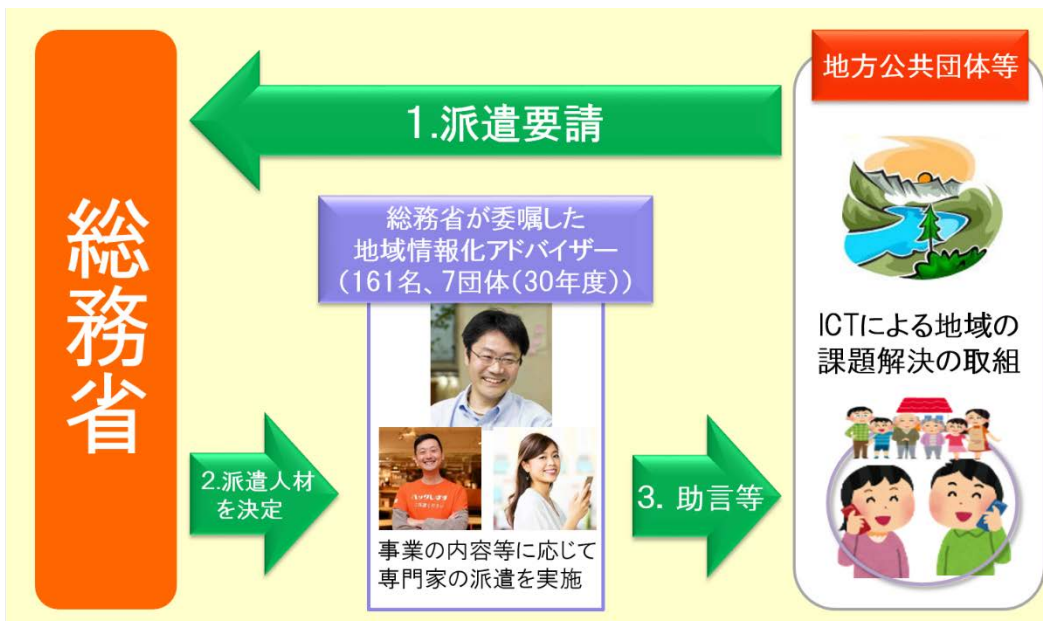 総務省
1.派遣要請
地方公共団体等
総務省が委嘱した
地域情報化アドバイザー
（161名、7団体（30年度））
2.派遣人材
を決定
事業の内容等に応じて
専門家の派遣を実施
3. 助言等
ICTによる地域の
課題解決の取組